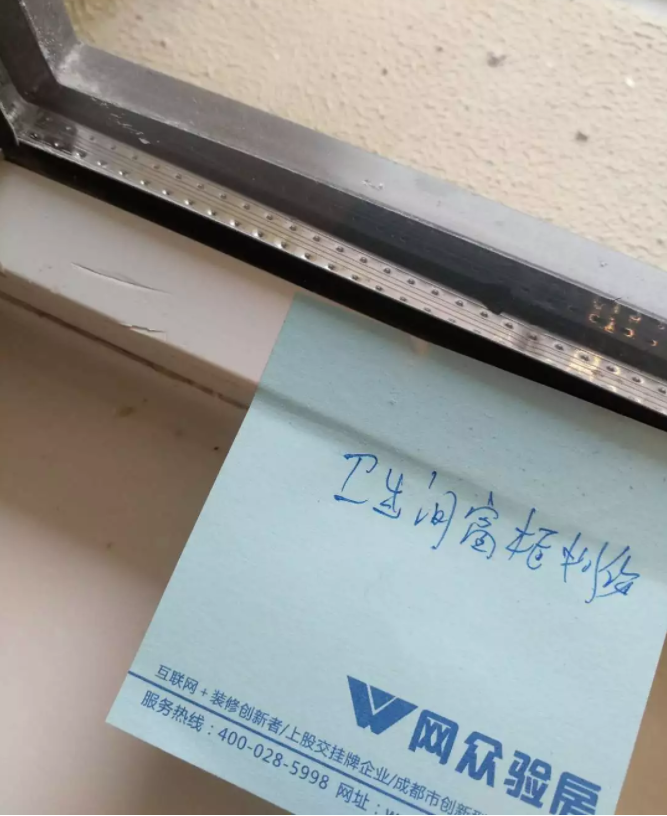 卫生间窗框划伤
网众验房
互联网+装修创新者/上股交挂牌企业/成都市创新
服务热线：400-028-5998 网址：w